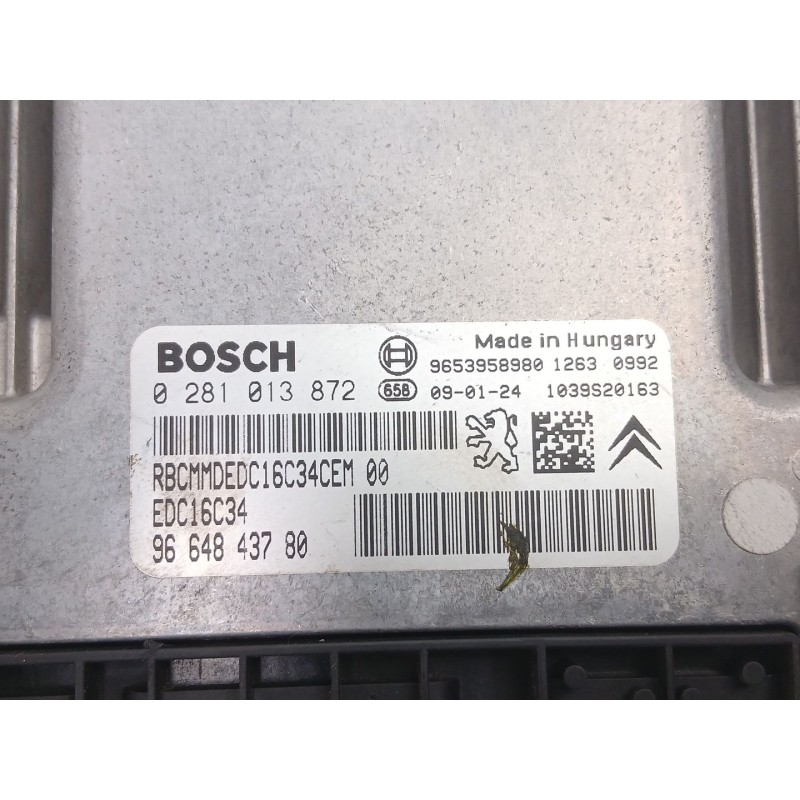 BOSCH
Made in Hungary
9653958980 1263 0992
0 281 013 872
65B
09-01-24 1039S20163
RBCMMDEDC16C34CEM 00
EDC16C34
96 648 437 80